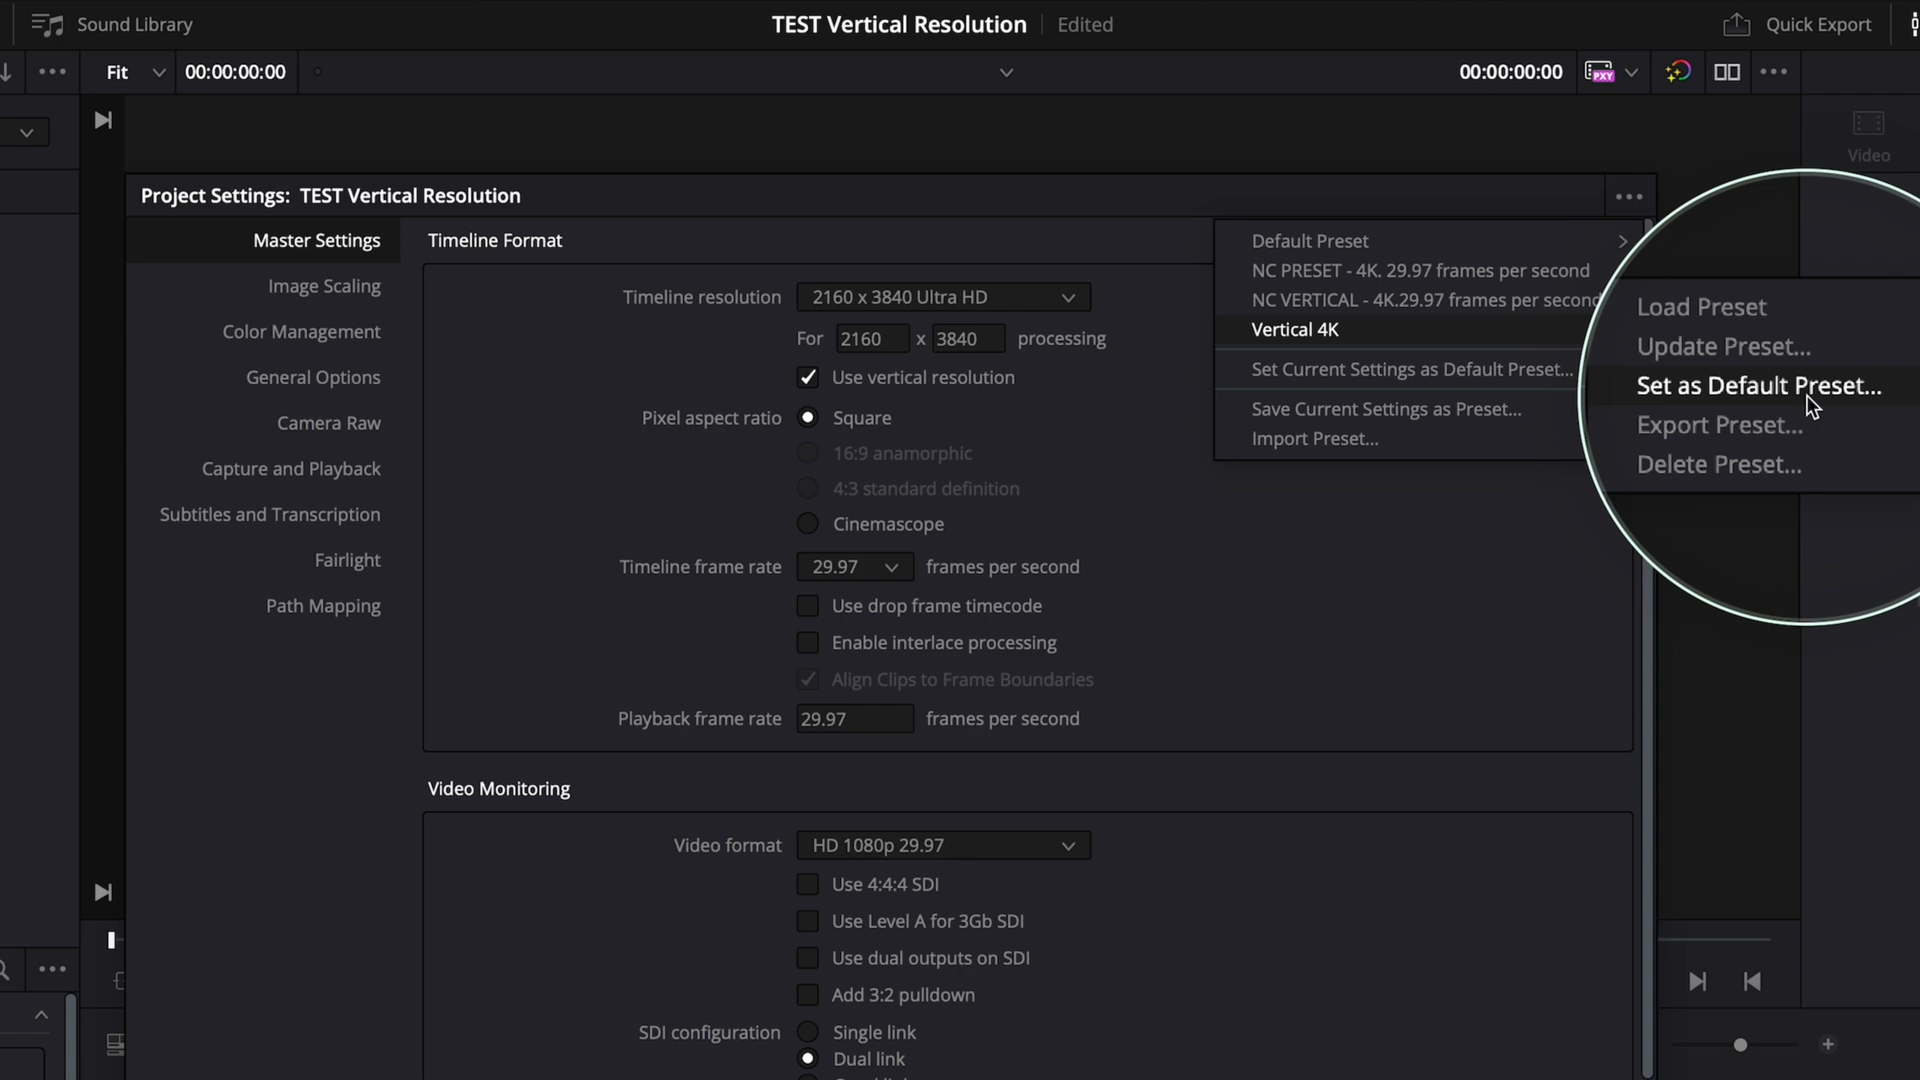 Sound Library
TEST Vertical Resolution
Edited
Quick Export
Fit
00:00:00:00
00:00:00:00
PXY
Video
Project Settings: TEST Vertical Resolution
Master Settings
Image Scaling
Color Management
General Options
Camera Raw
Capture and Playback
Subtitles and Transcription
Fairlight
Path Mapping
Timeline Format
Timeline resolution 2160 x 3840 Ultra HD
For 2160 x 3840 processing
Use vertical resolution
Pixel aspect ratio Square
16:9 anamorphic
4:3 standard definition
Cinemascope
Timeline frame rate 29.97 frames per second
Use drop frame timecode
Enable interlace processing
Align Clips to Frame Boundaries
Playback frame rate 29.97 frames per second
Video Monitoring
Video format HD 1080p 29.97
Use 4:4:4 SDI
Use Level A for 3Gb SDI
Use dual outputs on SDI
Add 3:2 pulldown
SDI configuration Single link
Dual link
Default Preset
NC PRESET - 4K. 29.97 frames per second
NC VERTICAL - 4K.29.97 frames per second
Vertical 4K
Set Current Settings as Default Preset...
Save Current Settings as Preset...
Import Preset...
Load Preset
Update Preset...
Set as Default Preset...
Export Preset...
Delete Preset...